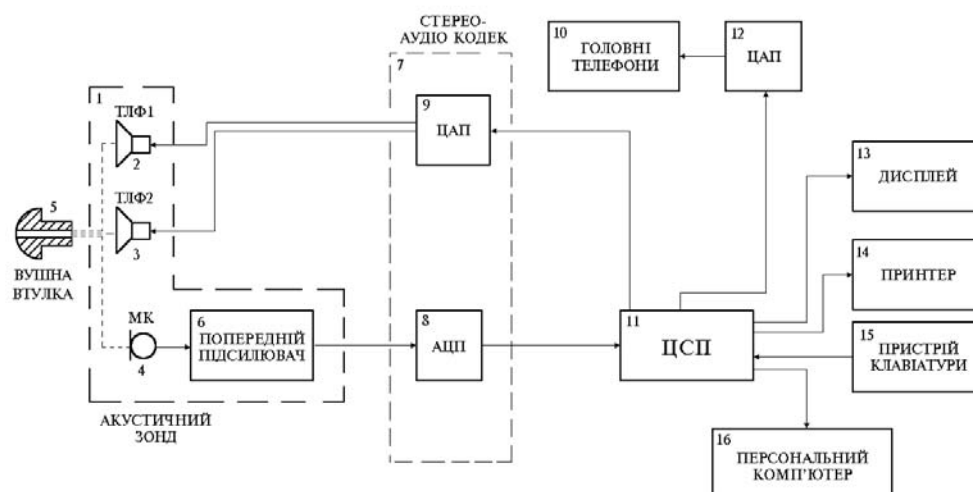 СТЕРЕО-
АУДІО КОДЕК
10
ГОЛОВНІ
ТЕЛЕФОНИ
12
ЦАП
7
1
ТЛФ1
2
9
ЦАП
13
ДИСПЛЕЙ
5
ТЛФ2
3
ВУШНА
ВТУЛКА
14
ПРИНТЕР
МК
4
6
ПОПЕРЕДНІЙ
ПІДСИЛЮВАЧ
8
АЦП
11
ЦСП
15
ПРИСТРІЙ
КЛАВІАТУРИ
АКУСТИЧНИЙ
ЗОНД
16
ПЕРСОНАЛЬНИЙ
КОМП'ЮТЕР